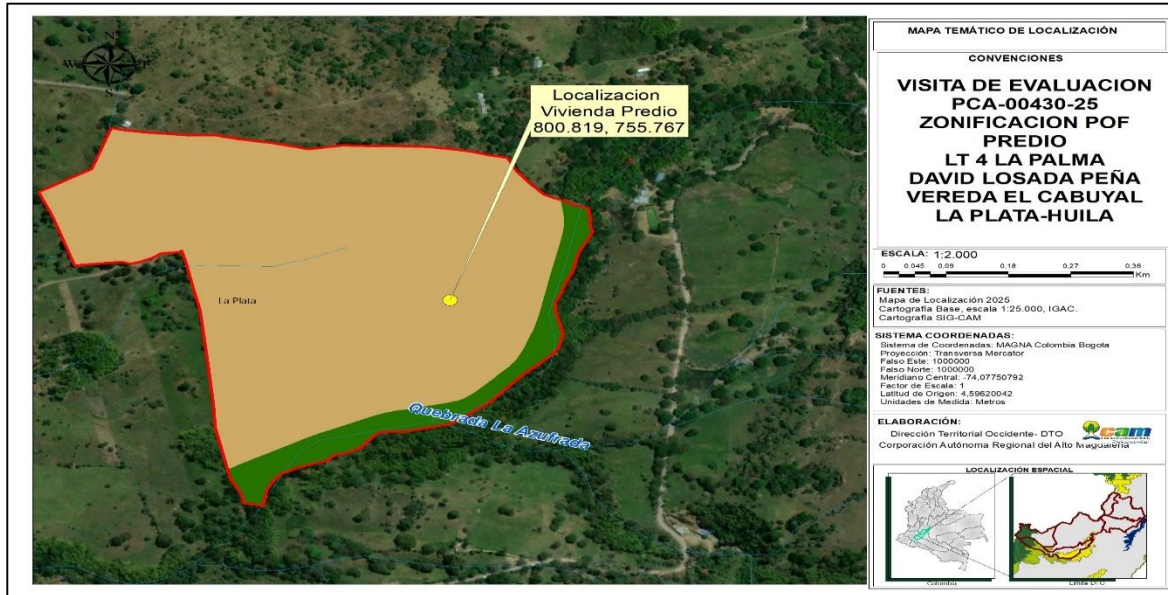 N
W
S
Localizacion
Vivienda Predio
800.819, 755.767
La Plata
Quebrada La Azufrada
MAPA TEMÁTICO DE LOCALIZACIÓN
CONVENCIONES
VISITA DE EVALUACION
PCA-00430-25
ZONIFICACION POF
PREDIO
LT 4 LA PALMA
DAVID LOSADA PEÑA
VEREDA EL CABUYAL
LA PLATA-HUILA
ESCALA: 1:2.000
0 0.045 0.09 0.18 0.27 0.36
Km
FUENTES:
Mapa de Localización 2025
Cartografía Base, escala 1:25.000, IGAC.
Cartografía SIG-CAM
SISTEMA COORDENADAS:
Sistema de Coordenadas: MAGNA Colombia Bogota
Proyección: Transversa Mercator
Falso Este: 1000000
Falso Norte: 1000000
Meridiano Central: -74,07750792
Factor de Escala: 1
Latitud de Origen: 4,59620042
Unidades de Medida: Metros
ELABORACIÓN:
Dirección Territorial Occidente- DTO
Corporación Autónoma Regional del Alto Magdalena
cam
LOCALIZACIÓN ESPACIAL
Colombia
Limite DTO